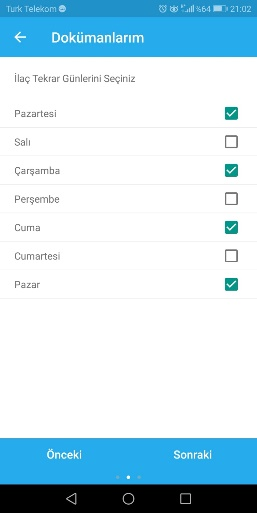 Turk Telekom
%64 21:02
Dokümanlarım
İlaç Tekrar Günlerini Seçiniz
Pazartesi
Salı
Çarşamba
Perşembe
Cuma
Cumartesi
Pazar
Önceki Sonraki